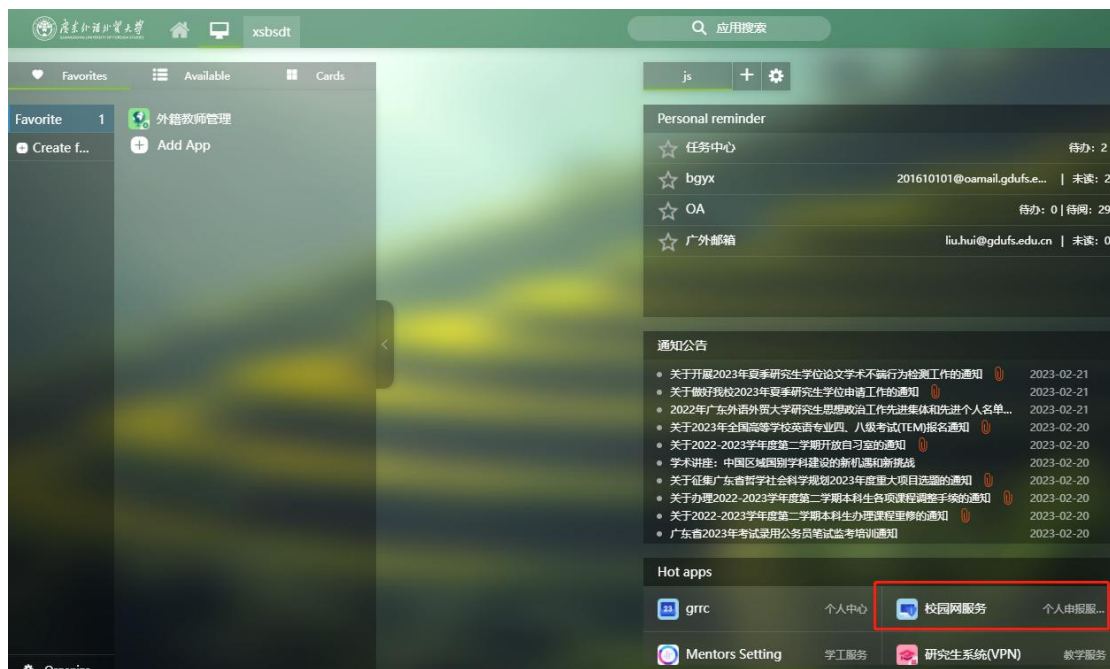 广东外语外贸大学
xsbsdt
应用搜索
Favorites
Available
Cards
Favorite 1
Create f...
外籍教师管理
Add App
js
Personal reminder
任务中心 待办: 2
bgyx 201610101@oamail.gdufs.e... | 未读: 2
OA 待办: 0 | 待阅: 29
广外邮箱 liu.hui@gdufs.edu.cn | 未读: 0
通知公告
关于开展2023年夏季研究生学位论文学术不端行为检测工作的通知 2023-02-21
关于做好我校2023年夏季研究生学位申请工作的通知 2023-02-21
2022年广东外语外贸大学研究生思想政治工作先进集体和先进个人名单... 2023-02-21
关于2023年全国高等学校英语专业四、八级考试(TEM)报名通知 2023-02-20
关于2022-2023学年度第二学期开放自习室的通知 2023-02-20
学术讲座：中国区域国别学科建设的新机遇和新挑战 2023-02-20
关于征集广东省哲学社会科学规划2023年度重大项目选题的通知 2023-02-20
关于办理2022-2023学年度第二学期本科生各项课程调整手续的通知 2023-02-20
关于2022-2023学年度第二学期本科生办理课程重修的通知 2023-02-20
广东省2023年考试录用公务员笔试监考培训通知 2023-02-20
Hot apps
23 grrc 个人中心
校园网服务 个人申报服...
Mentors Setting 学工服务
研究生系统(VPN) 教学服务